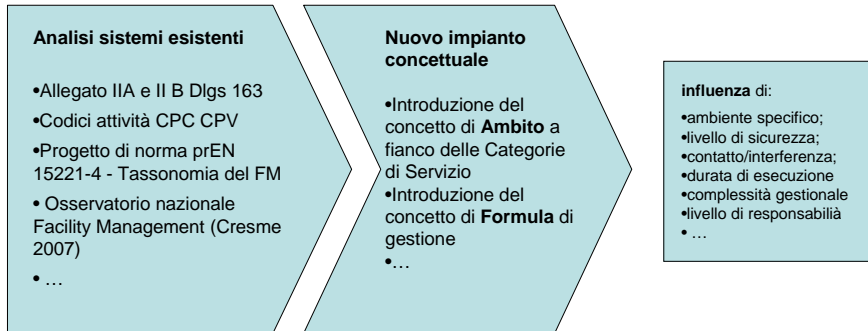 Analisi sistemi esistenti
•Allegato IIA e II B Dlgs 163
•Codici attività CPC CPV
•Progetto di norma prEN
15221-4 - Tassonomia del FM
• Osservatorio nazionale
Facility Management (Cresme
2007)
• …
Nuovo impianto
concettuale
•Introduzione del
concetto di Ambito a
fianco delle Categorie
di Servizio
•Introduzione del
concetto di Formula di
gestione
•…
influenza di:
•ambiente specifico;
•livello di sicurezza;
•contatto/interferenza;
•durata di esecuzione
•complessità gestionale
•livello di responsabilià
• …